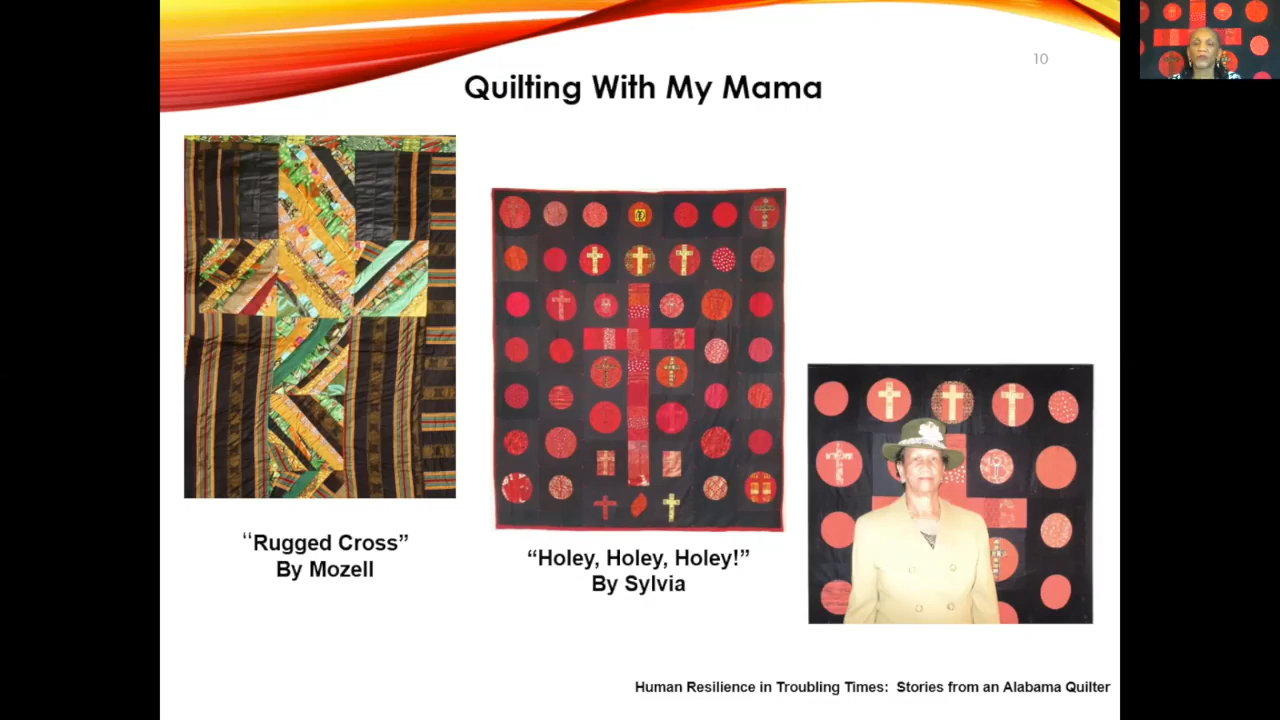 10
Quilting With My Mama
“Rugged Cross”
By Mozell
“Holey, Holey, Holey!”
By Sylvia
Human Resilience in Troubling Times: Stories from an Alabama Quilter